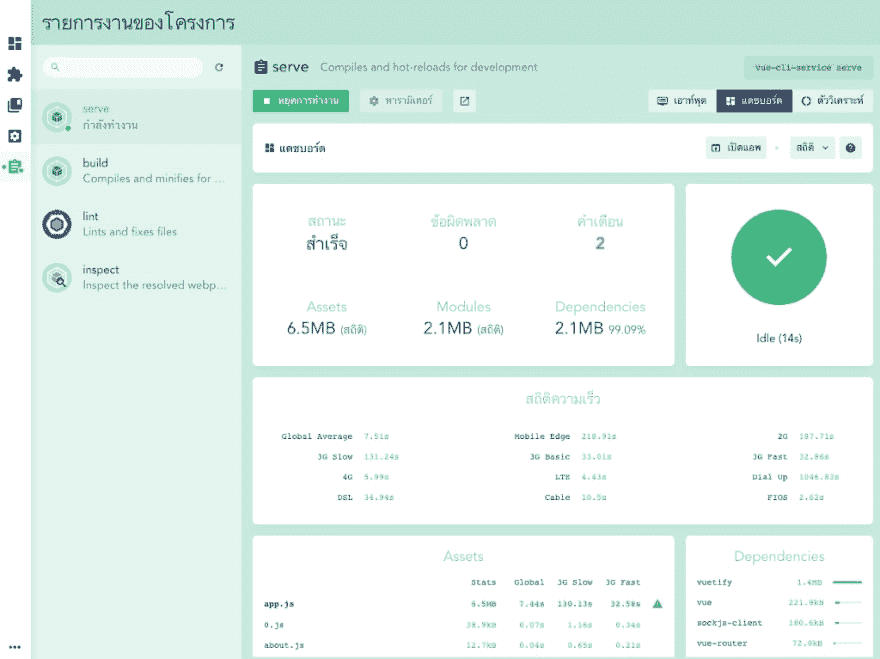 รายการงานของโครงการ
serve
กำลังทำงาน
build
Compiles and minifies for ...
lint
Lints and fixes files
inspect
Inspect the resolved webp...
serve Compiles and hot-reloads for development vue-cli-service serve
หยุดการทำงาน พารามิเตอร์ เอาท์พุต แดชบอร์ด ตัววิเคราะห์
แดชบอร์ด เปิดแอพ สถิติ
สถานะ ข้อผิดพลาด คำเตือน
สำเร็จ 0 2
Assets Modules Dependencies
6.5MB (สถิติ) 2.1MB (สถิติ) 2.1MB 99.09%
Idle (14s)
สถิติความเร็ว
Global Average 7.51s Mobile Edge 218.91s 2G 187.71s
3G Slow 131.24s 3G Basic 33.01s 3G Fast 32.86s
4G 5.99s LTE 4.43s Dial Up 1046.83s
DSL 34.94s Cable 10.5s FIOS 2.62s
Assets
Stats Global 3G Slow 3G Fast
app.js 6.5MB 7.44s 130.13s 32.58s
0.js 38.9kB 0.07s 1.16s 0.34s
about.js 12.7kB 0.04s 0.65s 0.21s
Dependencies
vuetify 1.4MB
vue 221.9kB
sockjs-client 180.6kB
vue-router 72.0kB